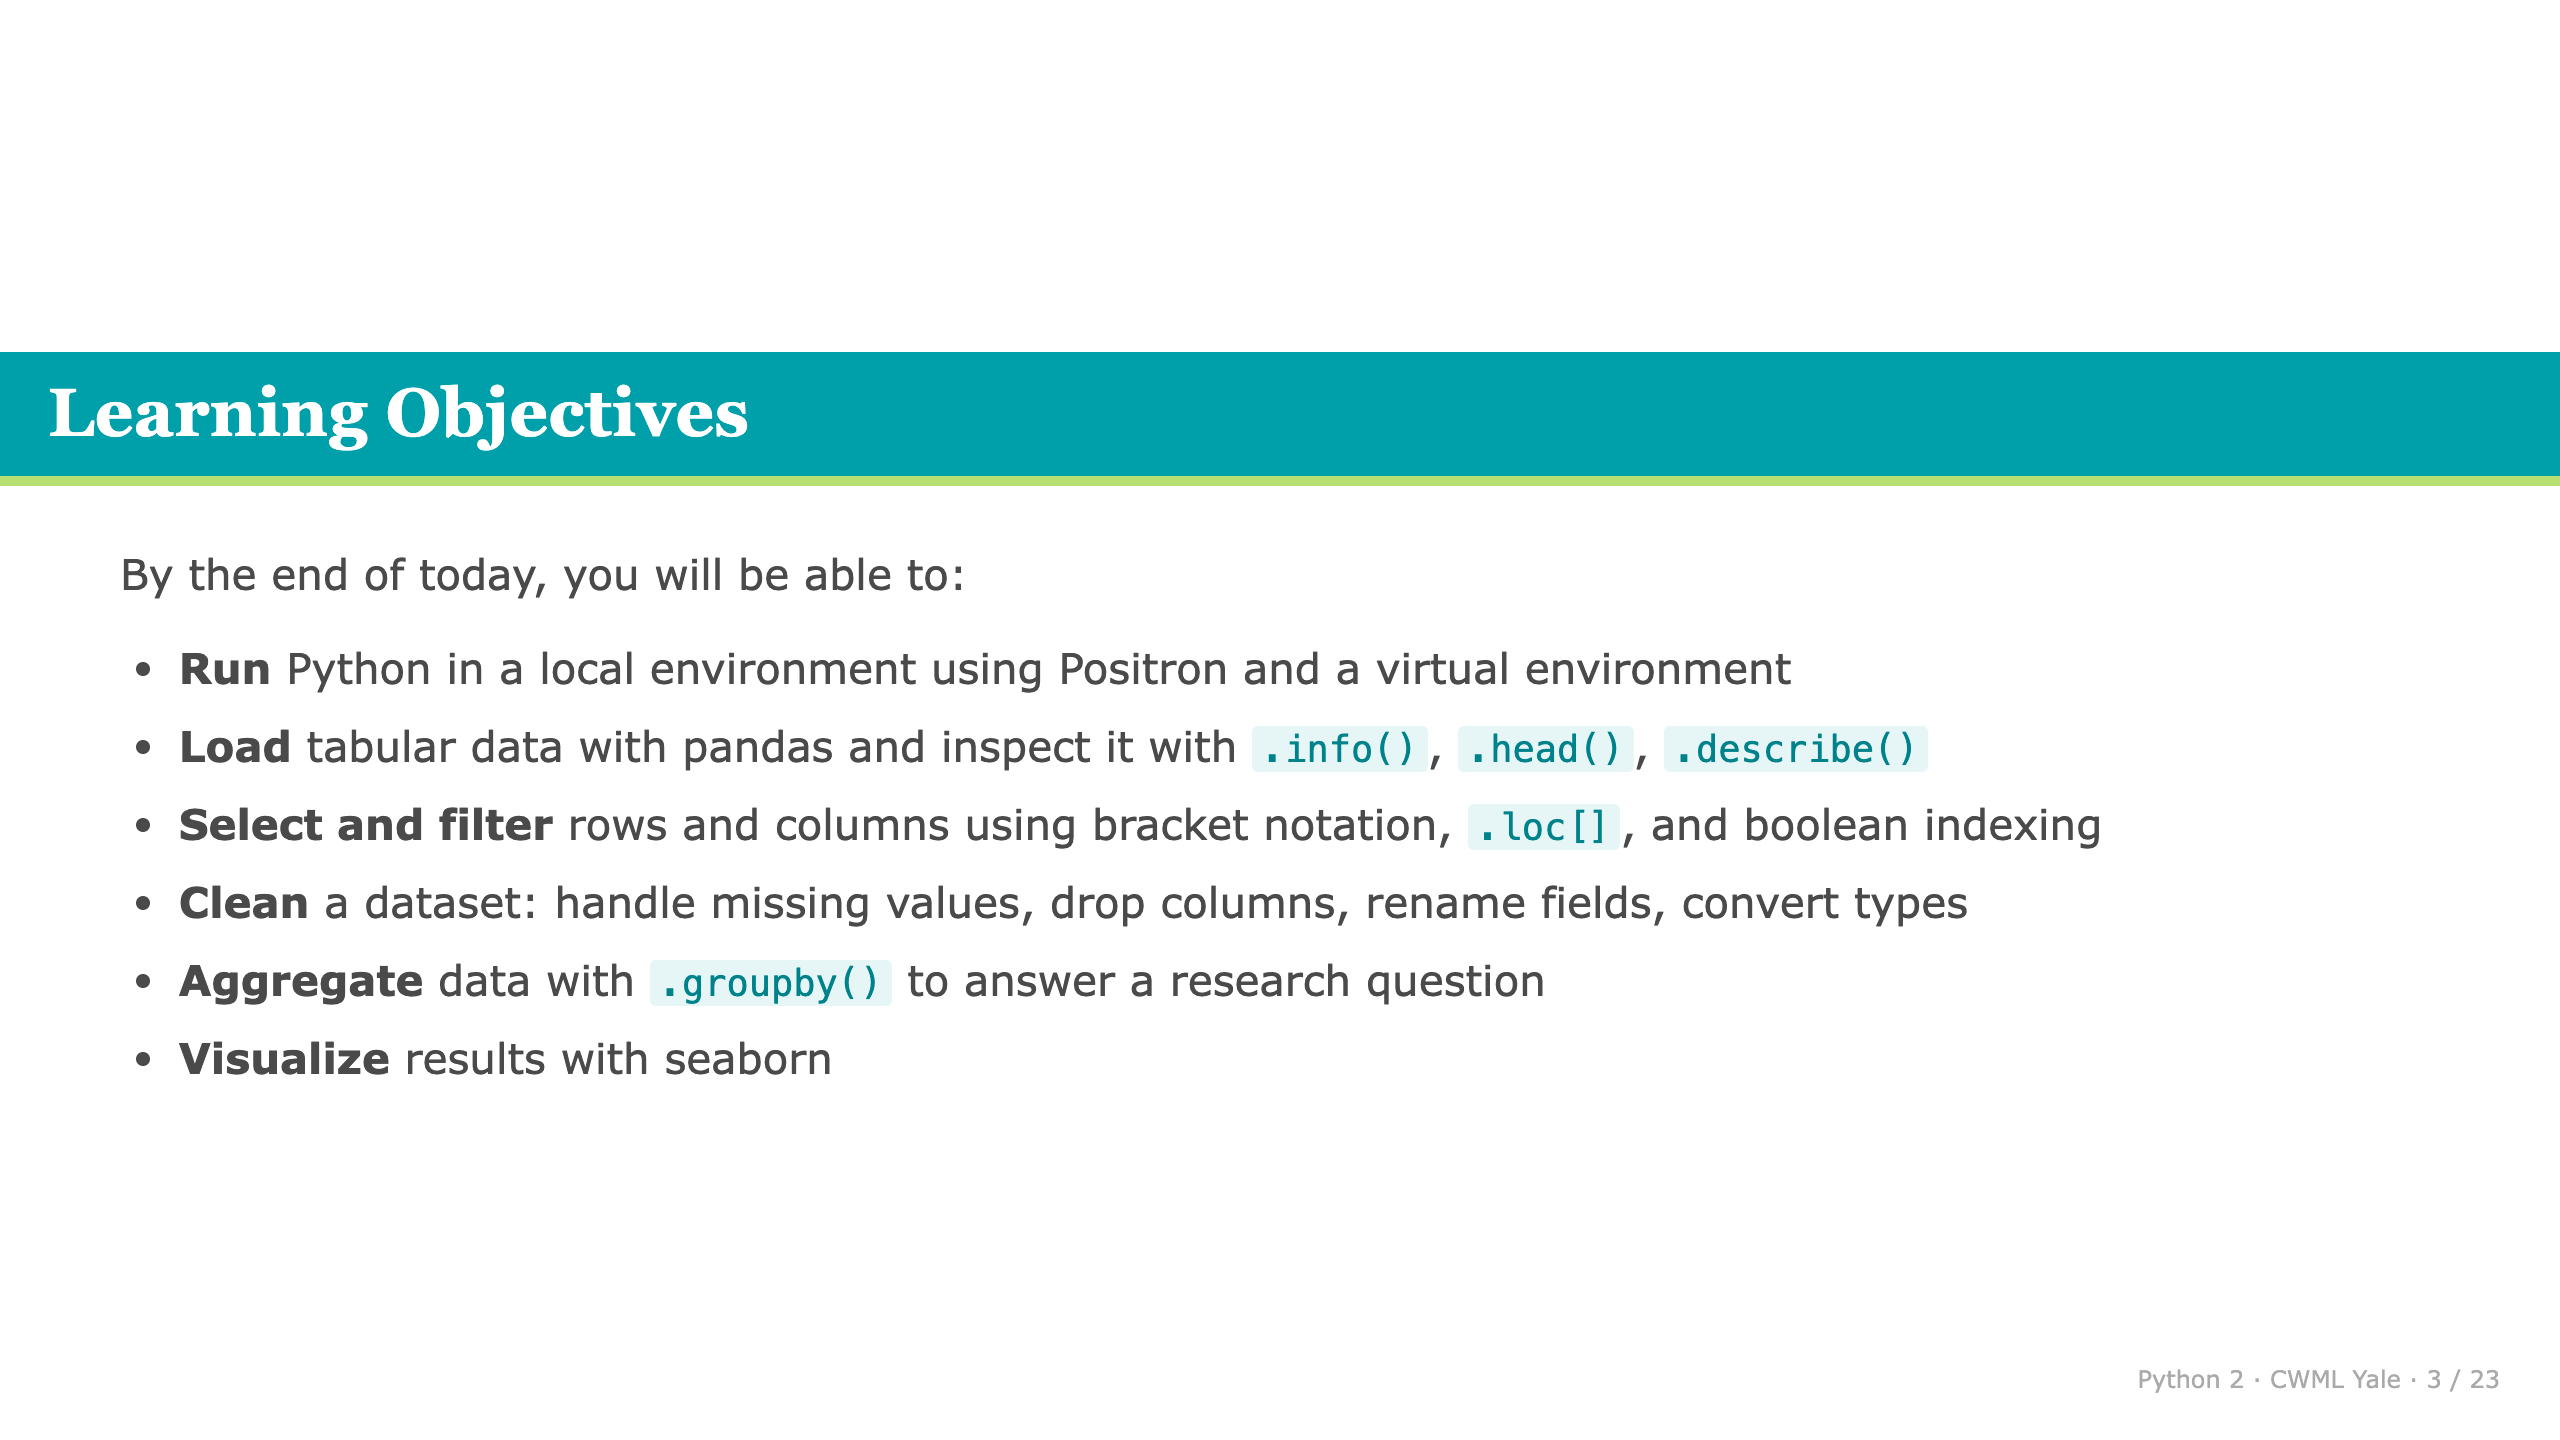 Learning Objectives
By the end of today, you will be able to:
• Run Python in a local environment using Positron and a virtual environment
• Load tabular data with pandas and inspect it with .info(), .head(), .describe()
• Select and filter rows and columns using bracket notation, .loc[], and boolean indexing
• Clean a dataset: handle missing values, drop columns, rename fields, convert types
• Aggregate data with .groupby() to answer a research question
• Visualize results with seaborn
Python 2 · CWML Yale · 3 / 23